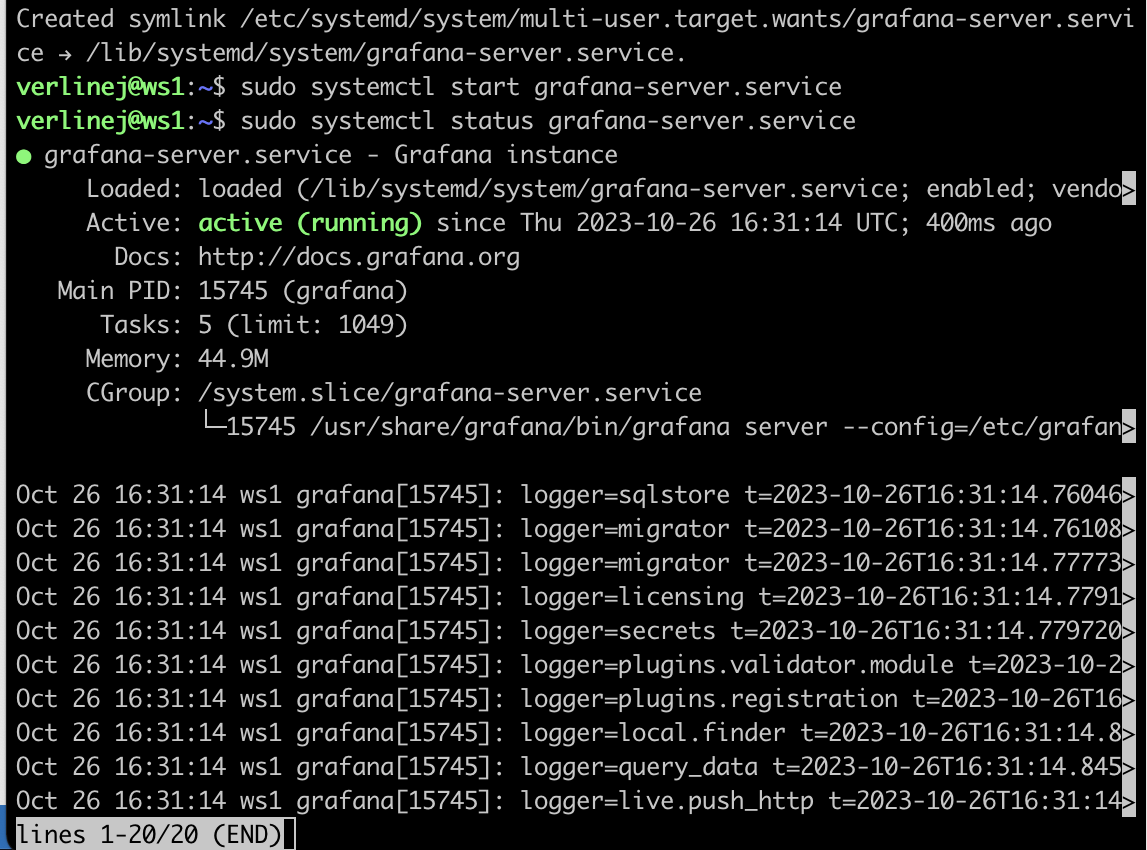 Created symlink /etc/systemd/system/multi-user.target.wants/grafana-server.servi
ce → /lib/systemd/system/grafana-server.service.
verlinej@ws1:~$ sudo systemctl start grafana-server.service
verlinej@ws1:~$ sudo systemctl status grafana-server.service
● grafana-server.service - Grafana instance
     Loaded: loaded (/lib/systemd/system/grafana-server.service; enabled; vendo>
     Active: active (running) since Thu 2023-10-26 16:31:14 UTC; 400ms ago
       Docs: http://docs.grafana.org
   Main PID: 15745 (grafana)
      Tasks: 5 (limit: 1049)
     Memory: 44.9M
     CGroup: /system.slice/grafana-server.service
             └─15745 /usr/share/grafana/bin/grafana server --config=/etc/grafan>
Oct 26 16:31:14 ws1 grafana[15745]: logger=sqlstore t=2023-10-26T16:31:14.76046>
Oct 26 16:31:14 ws1 grafana[15745]: logger=migrator t=2023-10-26T16:31:14.76108>
Oct 26 16:31:14 ws1 grafana[15745]: logger=migrator t=2023-10-26T16:31:14.77773>
Oct 26 16:31:14 ws1 grafana[15745]: logger=licensing t=2023-10-26T16:31:14.7791>
Oct 26 16:31:14 ws1 grafana[15745]: logger=secrets t=2023-10-26T16:31:14.779720>
Oct 26 16:31:14 ws1 grafana[15745]: logger=plugins.validator.module t=2023-10-2>
Oct 26 16:31:14 ws1 grafana[15745]: logger=plugins.registration t=2023-10-26T16>
Oct 26 16:31:14 ws1 grafana[15745]: logger=local.finder t=2023-10-26T16:31:14.8>
Oct 26 16:31:14 ws1 grafana[15745]: logger=query_data t=2023-10-26T16:31:14.845>
Oct 26 16:31:14 ws1 grafana[15745]: logger=live.push_http t=2023-10-26T16:31:14>
lines 1-20/20 (END)